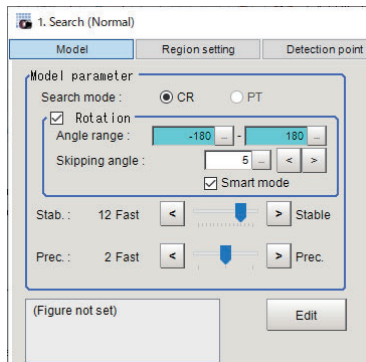 1. Search (Normal)
Model Region setting Detection point
Model parameter
Search mode : CR PT
Rotation
Angle range : -180 ... - 180 ...
Skipping angle : 5 ... < >
Smart mode
Stab. : 12 Fast < > Stable
Prec. : 2 Fast < > Prec.
(Figure not set) Edit